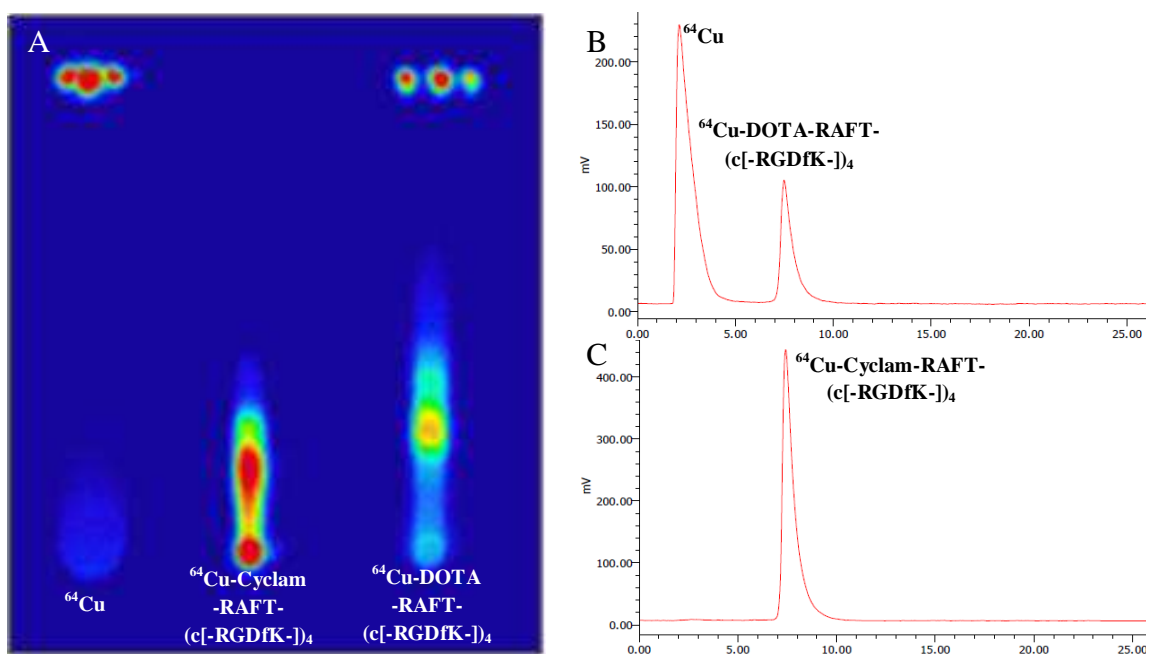 A
⁶⁴Cu
⁶⁴Cu-Cyclam
-RAFT-
(c[-RGDfK-])₄
⁶⁴Cu-DOTA
-RAFT-
(c[-RGDfK-])₄
B
⁶⁴Cu
⁶⁴Cu-DOTA-RAFT-
(c[-RGDfK-])₄
mV
200.00
150.00
100.00
50.00
0.00
0.00 5.00 10.00 15.00 20.00 25.00
C
⁶⁴Cu-Cyclam-RAFT-
(c[-RGDfK-])₄
mV
400.00
300.00
200.00
100.00
0.00
0.00 5.00 10.00 15.00 20.00 25.00